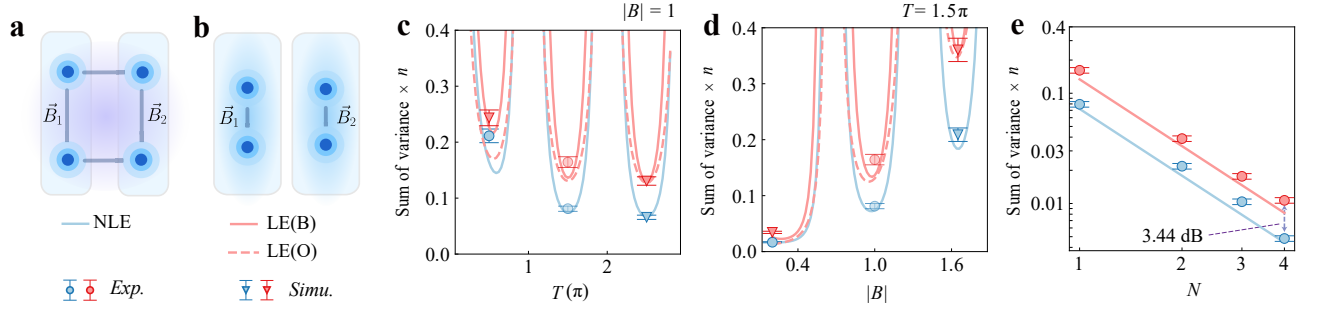 a
b
c
d
e
|B| = 1
T = 1.5π
B⃗1
B⃗2
B⃗1
B⃗2
NLE
LE(B)
LE(O)
Exp.
Simu.
Sum of variance × n
0.4
0.3
0.2
0.1
0.0
1
2
T (π)
Sum of variance × n
0.4
0.3
0.2
0.1
0.0
0.4
1.0
1.6
|B|
Sum of variance × n
0.4
0.1
0.03
0.01
3.44 dB
1
2
3
4
N